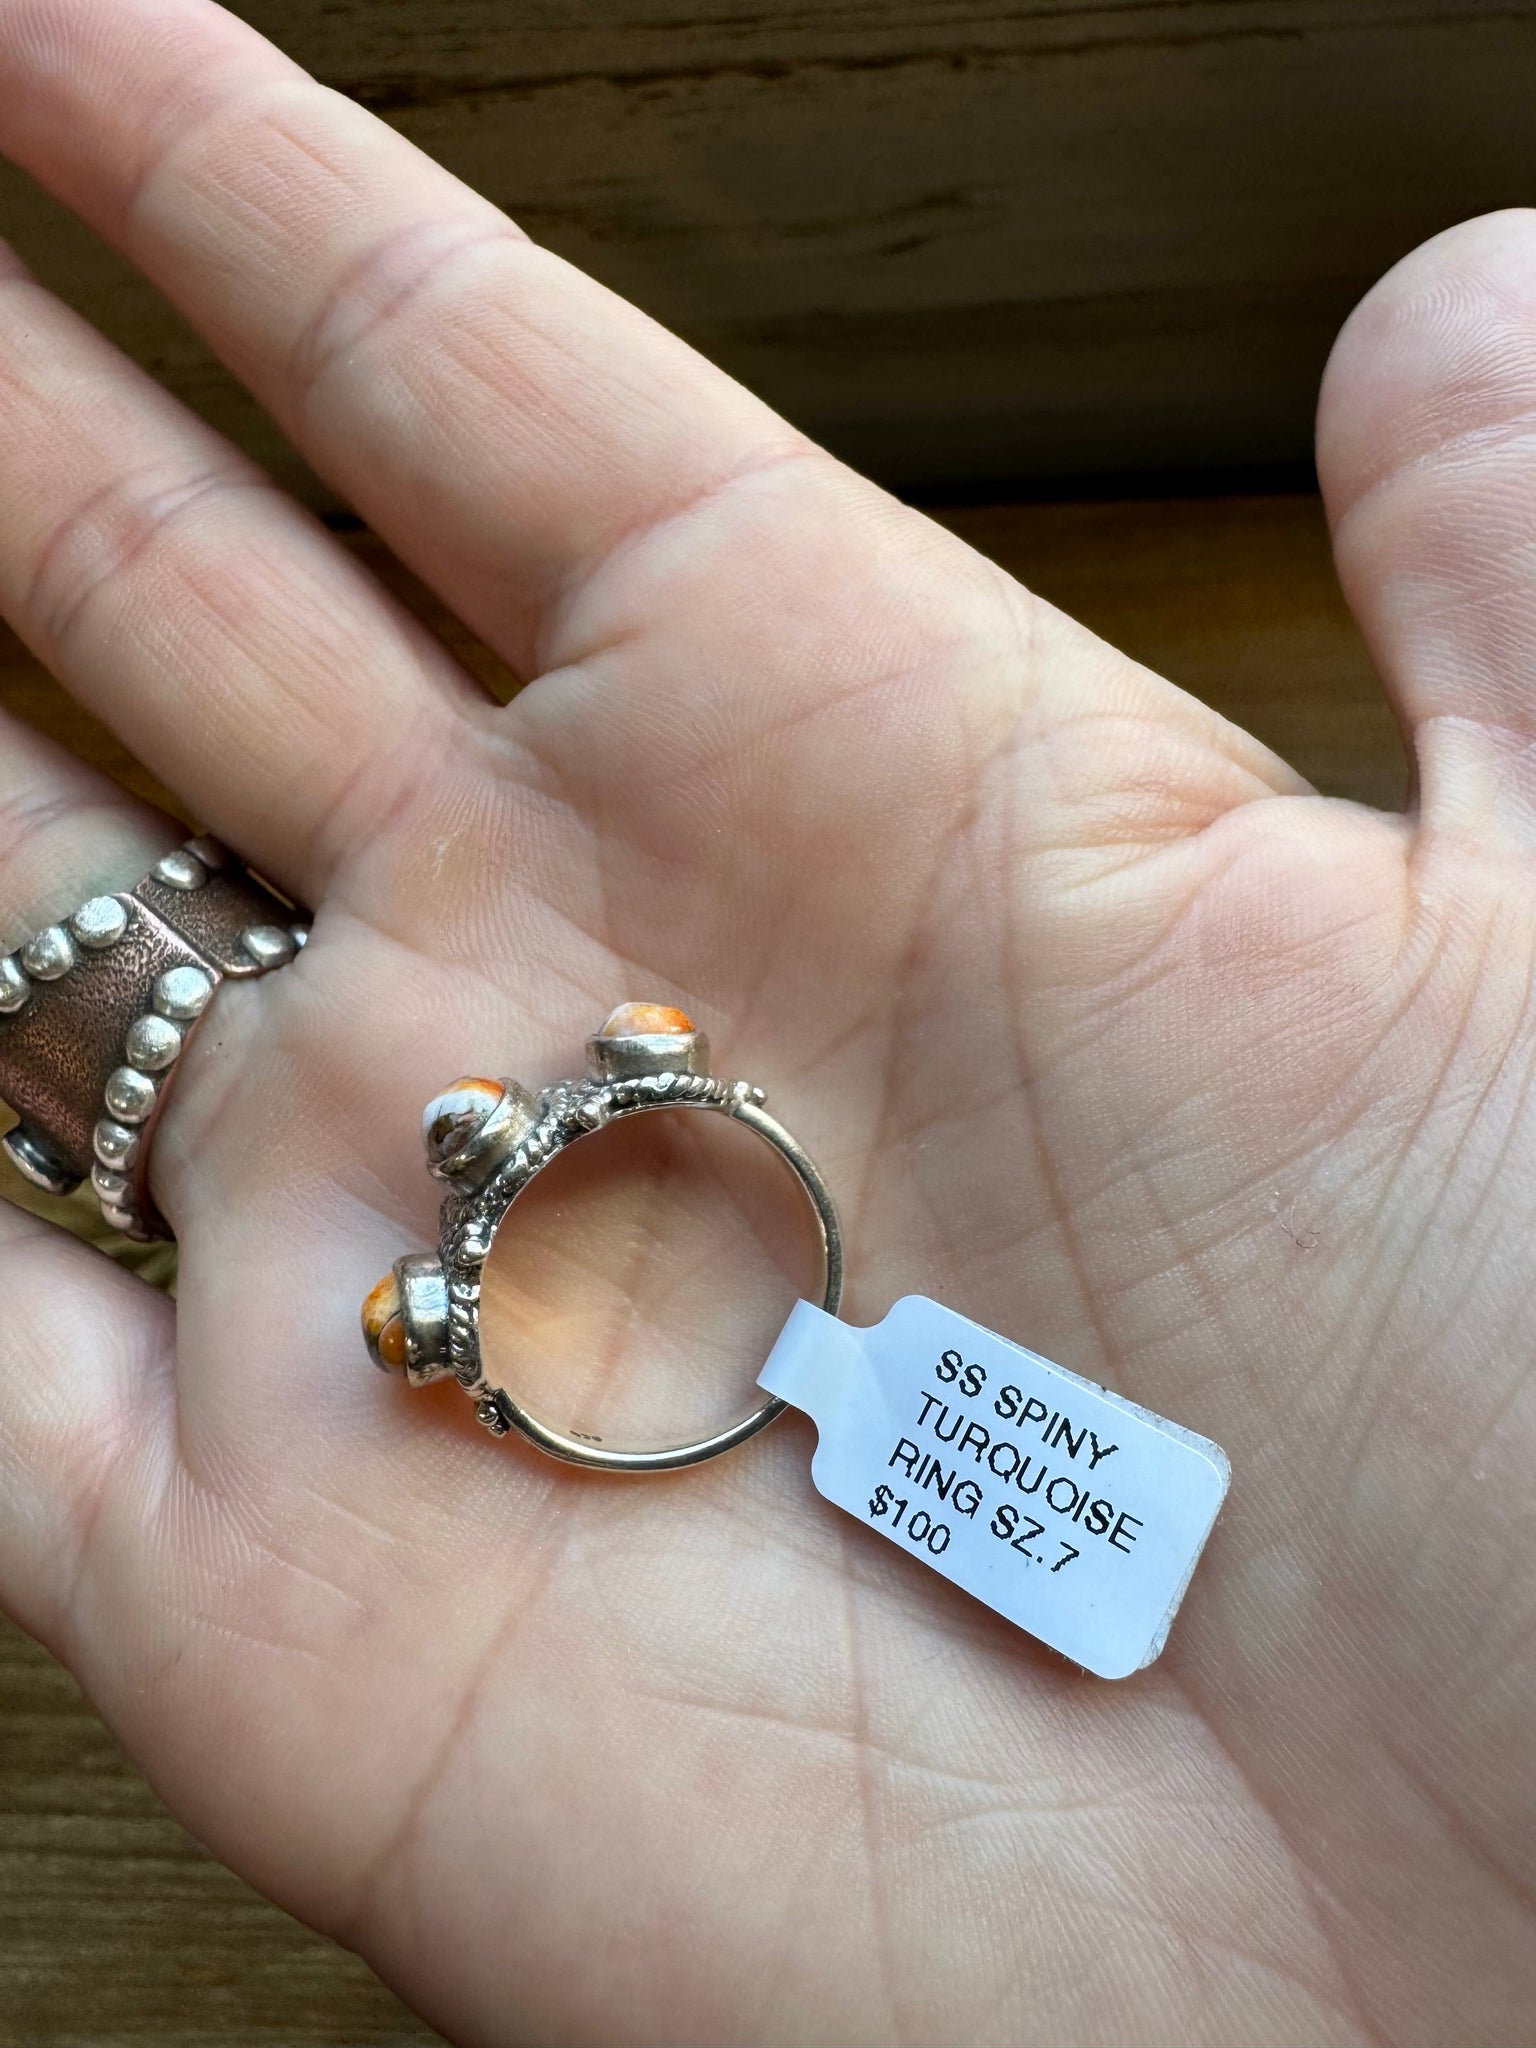 SS SPINY
TURQUOISE
RING SZ.7
$100